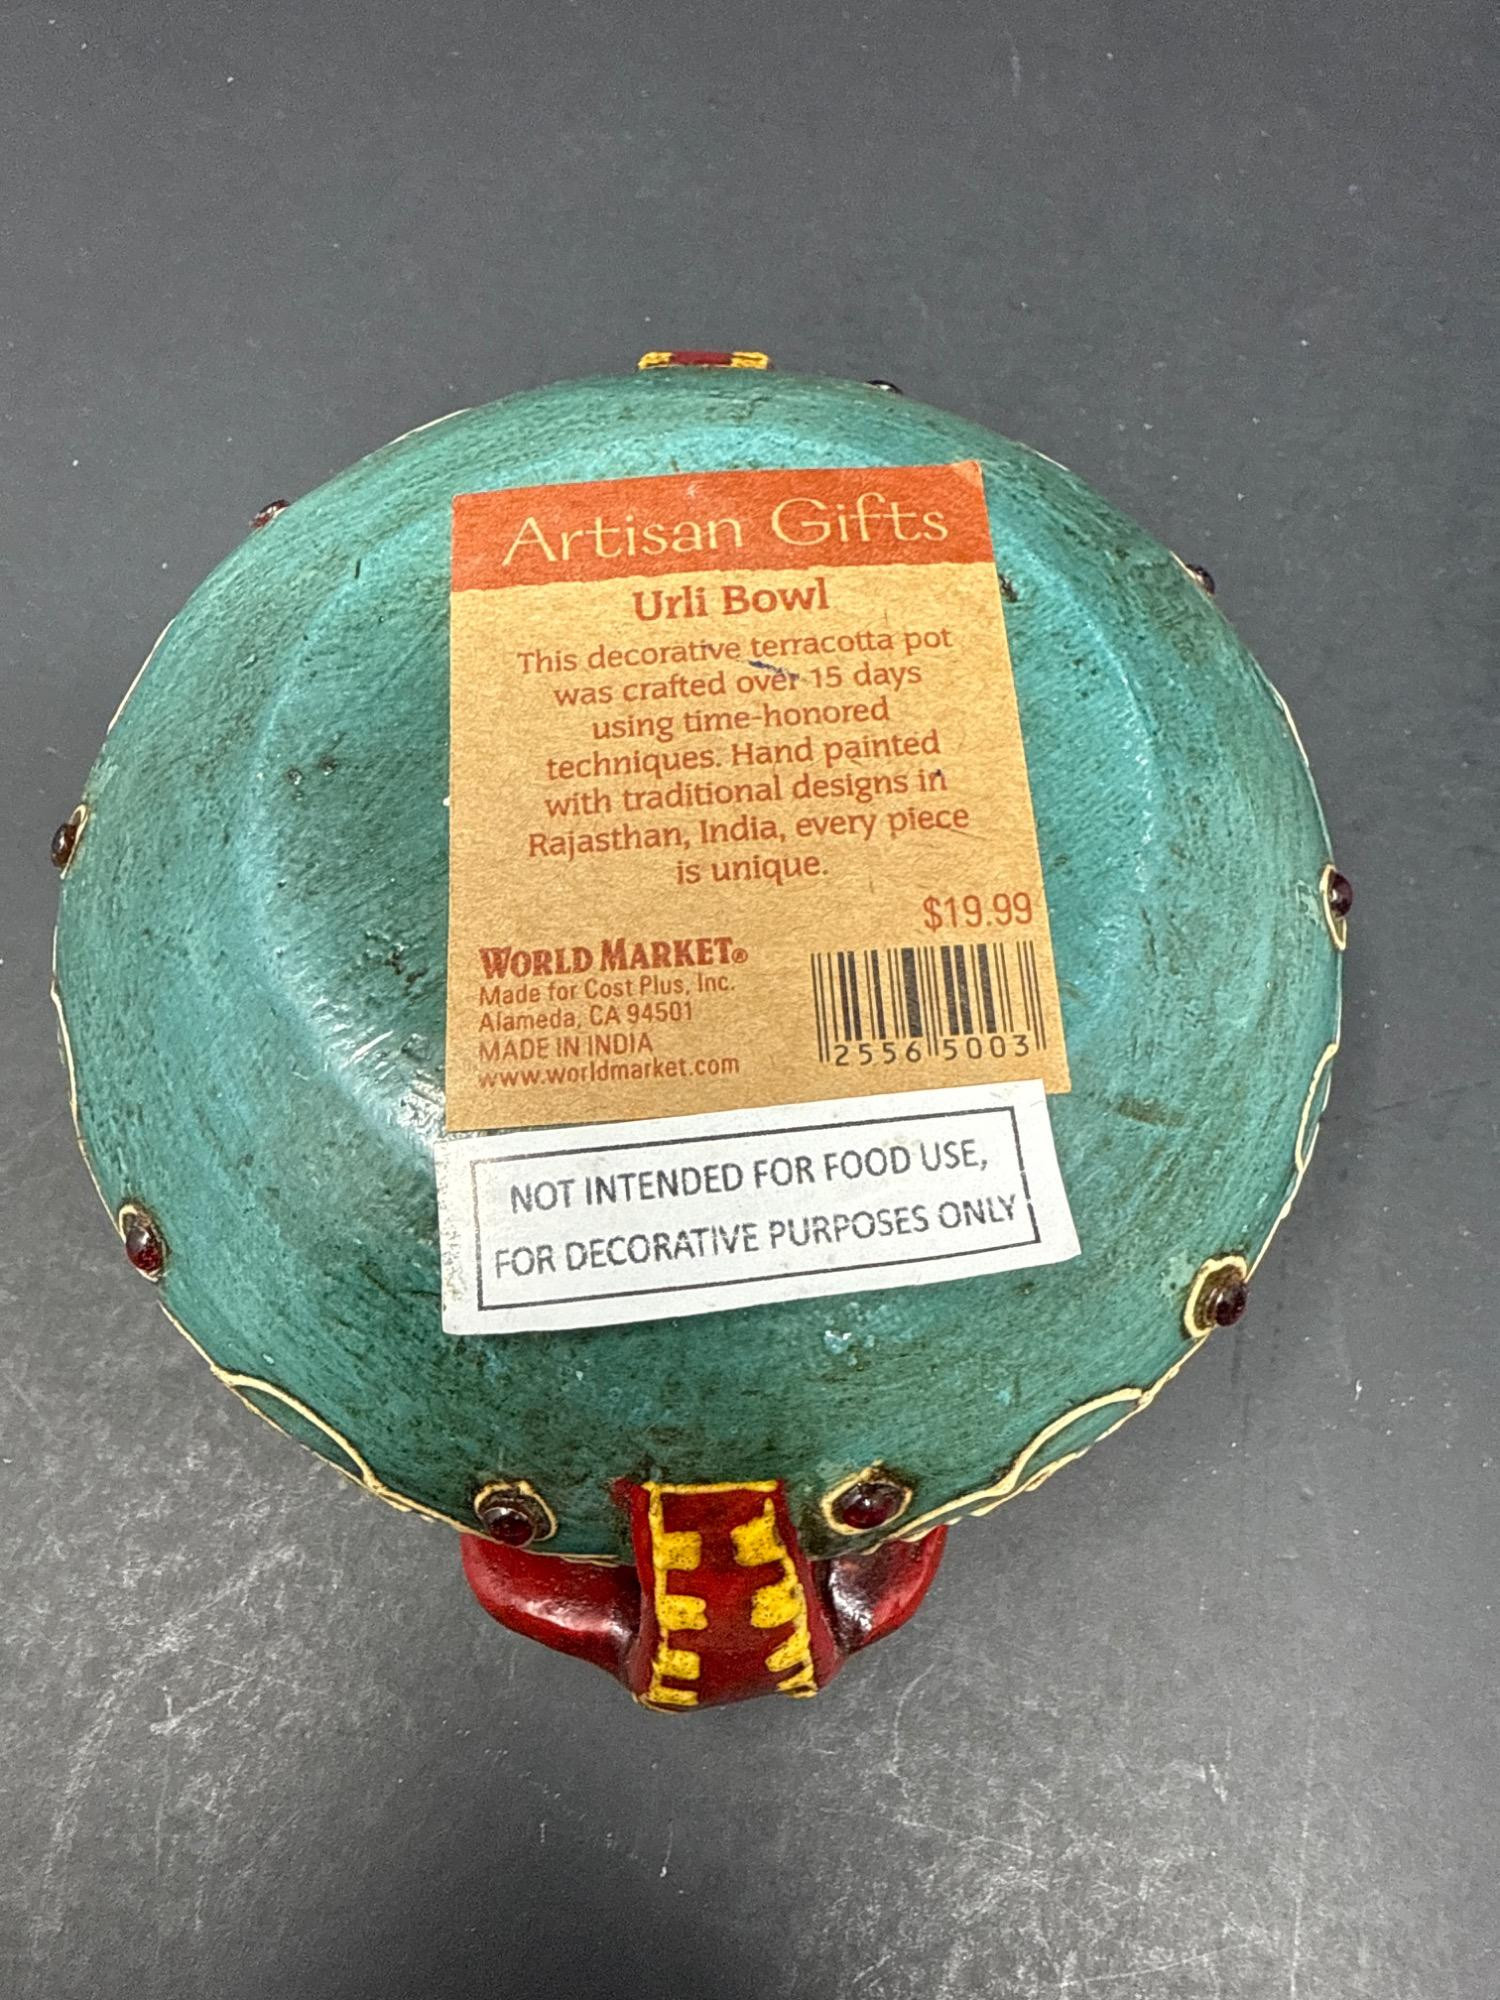 Artisan Gifts
Urli Bowl
This decorative terracotta pot
was crafted over 15 days
using time-honored
techniques. Hand painted
with traditional designs in
Rajasthan, India, every piece
is unique.
$19.99
WORLD MARKET®
Made for Cost Plus, Inc.
Alameda, CA 94501
MADE IN INDIA
www.worldmarket.com
2556 5003
NOT INTENDED FOR FOOD USE,
FOR DECORATIVE PURPOSES ONLY